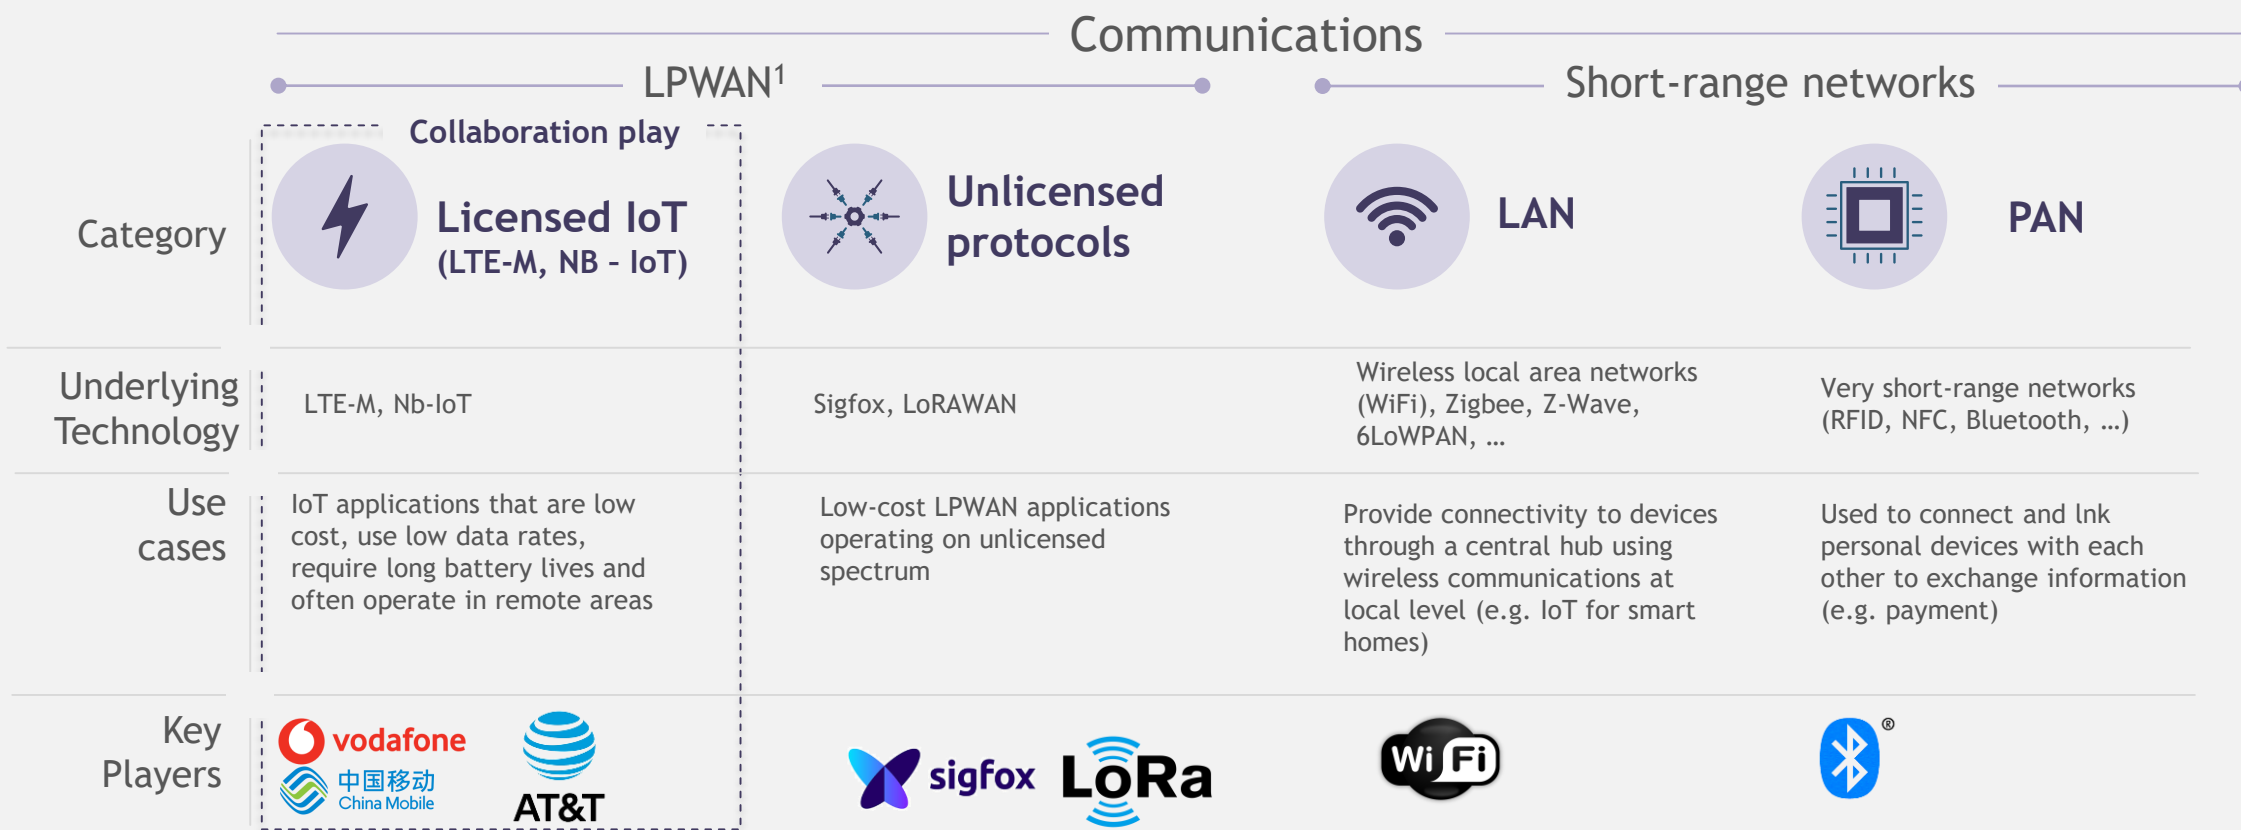 Communications
LPWAN1
Short-range networks
Collaboration play
Category
Licensed IoT
(LTE-M, NB – IoT)
Unlicensed
protocols
LAN
PAN
Underlying
Technology
LTE-M, Nb-IoT
Sigfox, LoRAWAN
Wireless local area networks
(WiFi), Zigbee, Z-Wave,
6LoWPAN, …
Very short-range networks
(RFID, NFC, Bluetooth, …)
Use
cases
IoT applications that are low
cost, use low data rates,
require long battery lives and
often operate in remote areas
Low-cost LPWAN applications
operating on unlicensed
spectrum
Provide connectivity to devices
through a central hub using
wireless communications at
local level (e.g. IoT for smart
homes)
Used to connect and lnk
personal devices with each
other to exchange information
(e.g. payment)
Key
Players
vodafone
中国移动
China Mobile
AT&T
sigfox
LoRa
Wi Fi
®